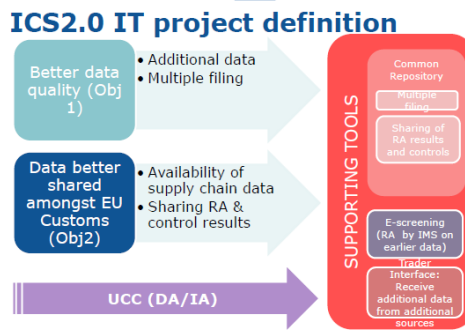 ICS2.0 IT project definition
Better data
quality (Obj
1)
• Additional data
• Multiple filing
Data better
shared
amongst EU
Customs
(Obj2)
• Availability of
supply chain data
• Sharing RA &
control results
UCC (DA/IA)
SUPPORTING TOOLS
Common
Repository
Multiple
filing
Sharing of
RA results
and controls
E-screening
(RA by IMS on
earlier data)
Trader
Interface:
Receive
additional data
from additional
sources